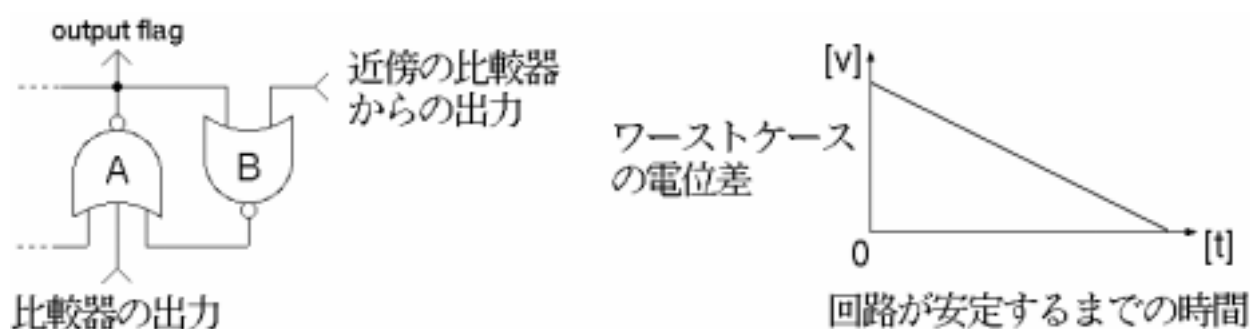 output flag
近傍の比較器
からの出力
A
B
比較器の出力
[v]
ワーストケース
の電位差
0
[t]
回路が安定するまでの時間